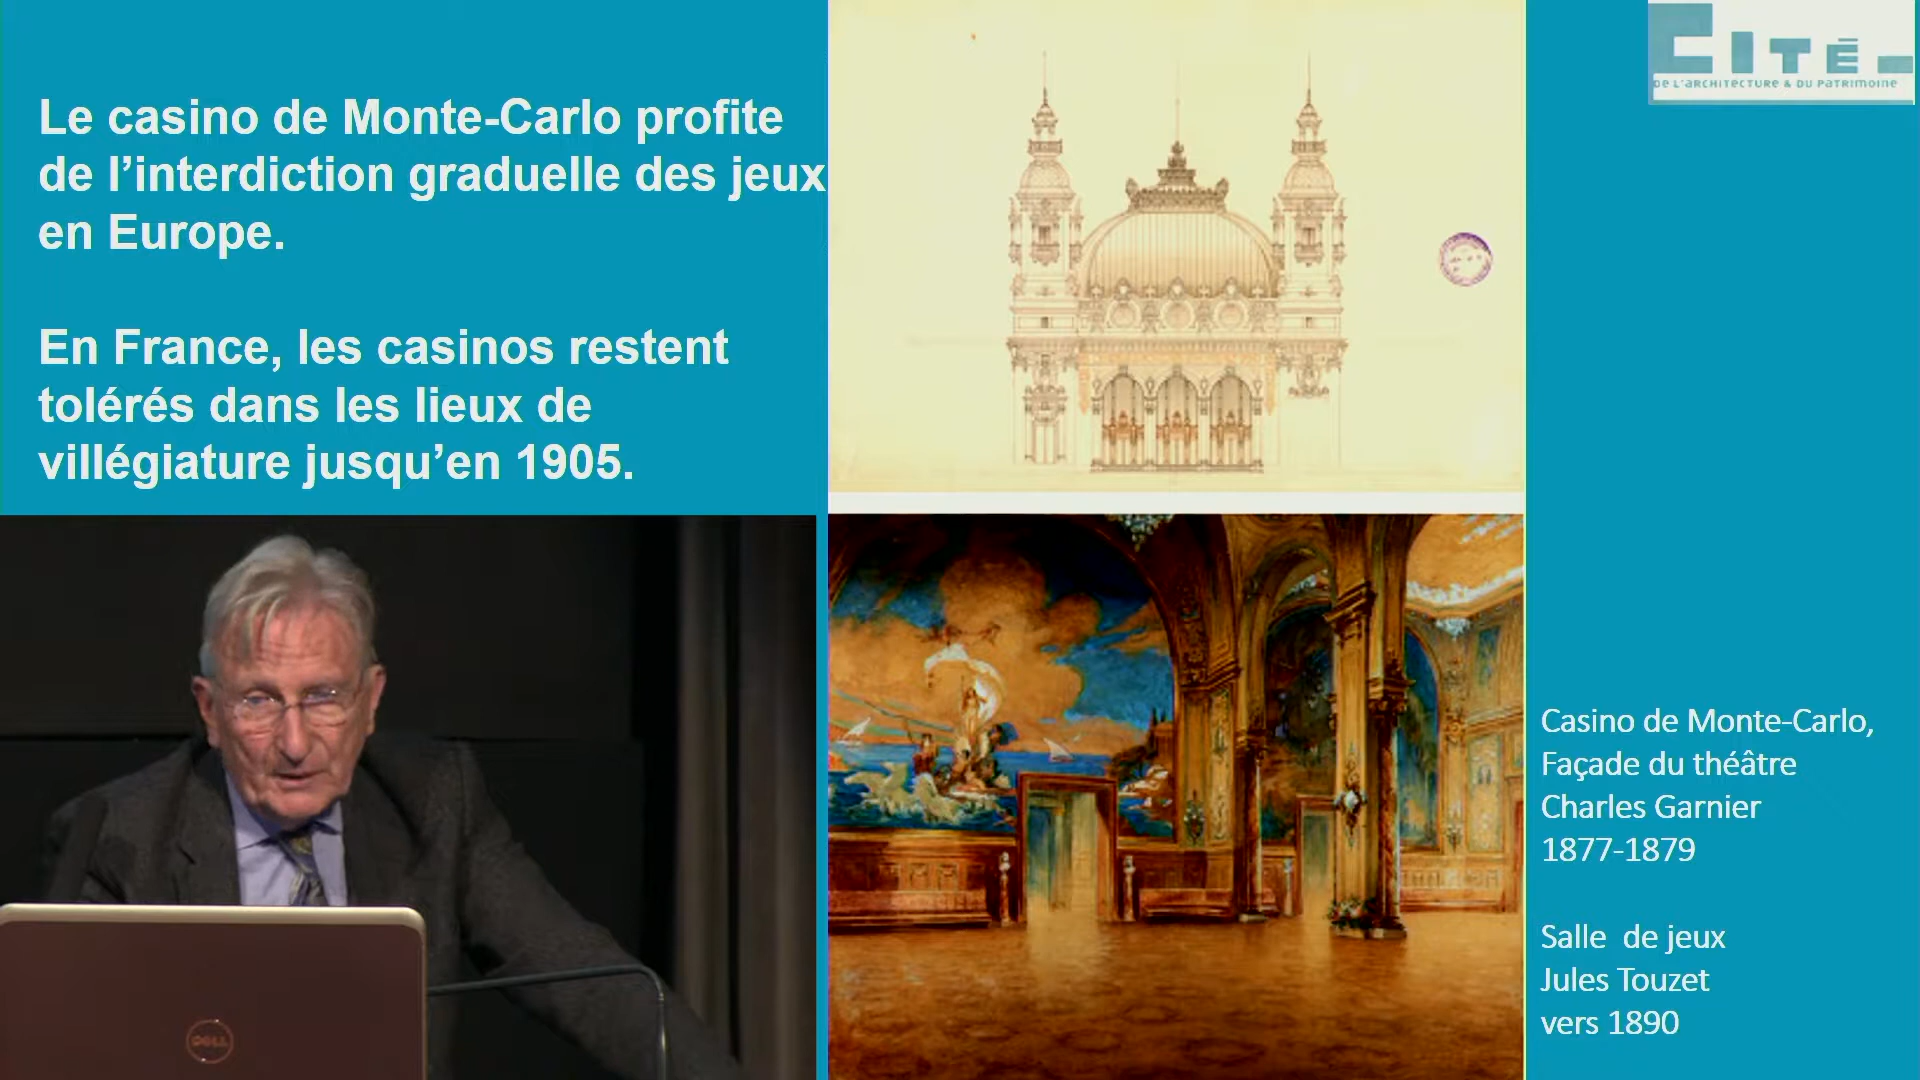 Le casino de Monte-Carlo profite
de l’interdiction graduelle des jeux
en Europe.
En France, les casinos restent
tolérés dans les lieux de
villégiature jusqu’en 1905.
CITÉ_
DE L'ARCHITECTURE & DU PATRIMOINE
Casino de Monte-Carlo,
Façade du théâtre
Charles Garnier
1877-1879
Salle de jeux
Jules Touzet
vers 1890
DELL